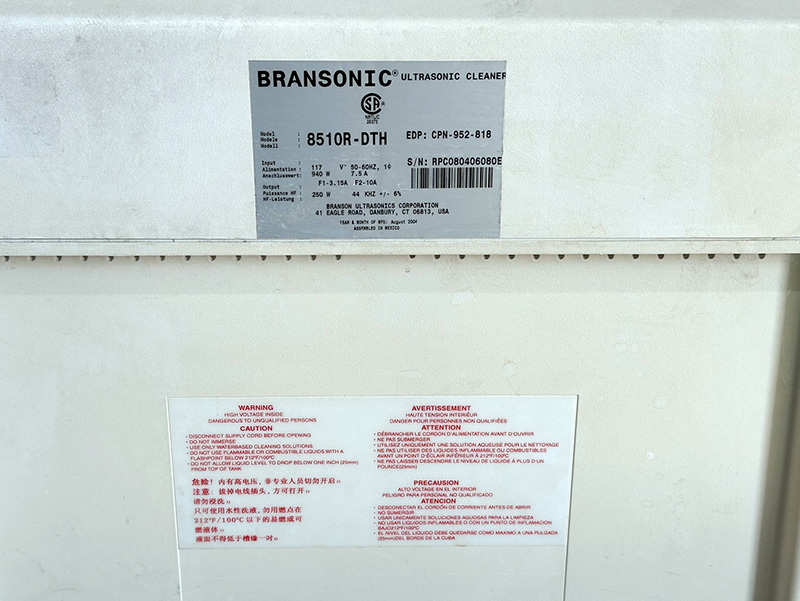 BRANSONIC® ULTRASONIC CLEANER
SA®
NRTL/C
Model :
Modele : 8510R-DTH EDP: CPN-952-818
Modell :
S/N: RPC080406080E
Input :
Alimentation : 117 V~ 50-60HZ, 1Φ
Anschlusswert: 940 W 7.5A
F1-3.15A F2-10A
Output :
Puissance HF : 250 W 44 KHZ +/- 6%
HF-Leistung :
BRANSON ULTRASONICS CORPORATION
41 EAGLE ROAD, DANBURY, CT 06813, USA
YEAR & MONTH OF MFG: August 2004
ASSEMBLED IN MEXICO
WARNING
HIGH VOLTAGE INSIDE
DANGEROUS TO UNQUALIFIED PERSONS
CAUTION
· DISCONNECT SUPPLY CORD BEFORE OPENING
· DO NOT IMMERSE
· USE ONLY WATERBASED CLEANING SOLUTIONS
· DO NOT USE FLAMMABLE OR COMBUSTIBLE LIQUIDS WITH A
FLASHPOINT BELOW 212°F/100°C
· DO NOT ALLOW LIQUID LEVEL TO DROP BELOW ONE INCH (25mm)
FROM TOP OF TANK
危险! 内有高电压，非专业人员切勿开启。
注意: 拔掉电线插头，方可打开。
请勿浸洗。
只可使用水性洗液，勿用燃点在
212°F/100°C 以下的易燃或可
燃液体。
液面不得低于槽缘一吋。
AVERTISSEMENT
HAUTE TENSION INTERIEUR
DANGER POUR PERSONNES NON QUALIFIÉES
ATTENTION
· DÉBRANCHER LE CORDON D'ALIMENTATION AVANT D'OUVRIR
· NE PAS SUBMERGER
· UTILISEZ UNIQUEMENT UNE SOLUTION AQUEUSE POUR LE NETTOYAGE
· NE PAS UTILISER DES LIQUIDES INFLAMMABLE OU COMBUSTIBLES
AVANT UN POINT D'ÉCLAIR INFÉRIEUR À 212°F/100°C
· NE PAS LAISSER DESCENDRE LE NIVEAU DE LIQUIDE À PLUS D'UN
POUNCE(25mm)
PRECAUSION
ALTO VOLTAGE EN EL INTERIOR
PELIGRO PARA PERSONAL NO QUALIFICADO
ATENCION
· DESCONECTAR EL CORDÓN DE CORRIENTE ANTES DE ABRIR
· NO SUMERGIR
· USAR UNICAMENTE SOLUCIONES AQUOSAS PARA LA LIMPIEZA
· NO USAR LIQUIDOS INFLAMABLES O CON UN PUNTO DE INFLAMACION
BAJO212°F/100°C
· EL NIVEL DEL LIQUIDO DEBE QUEDARSE COMO MAXIMO A UNA PULGADA
(25mm)DEL BORDE DE LA CUBA